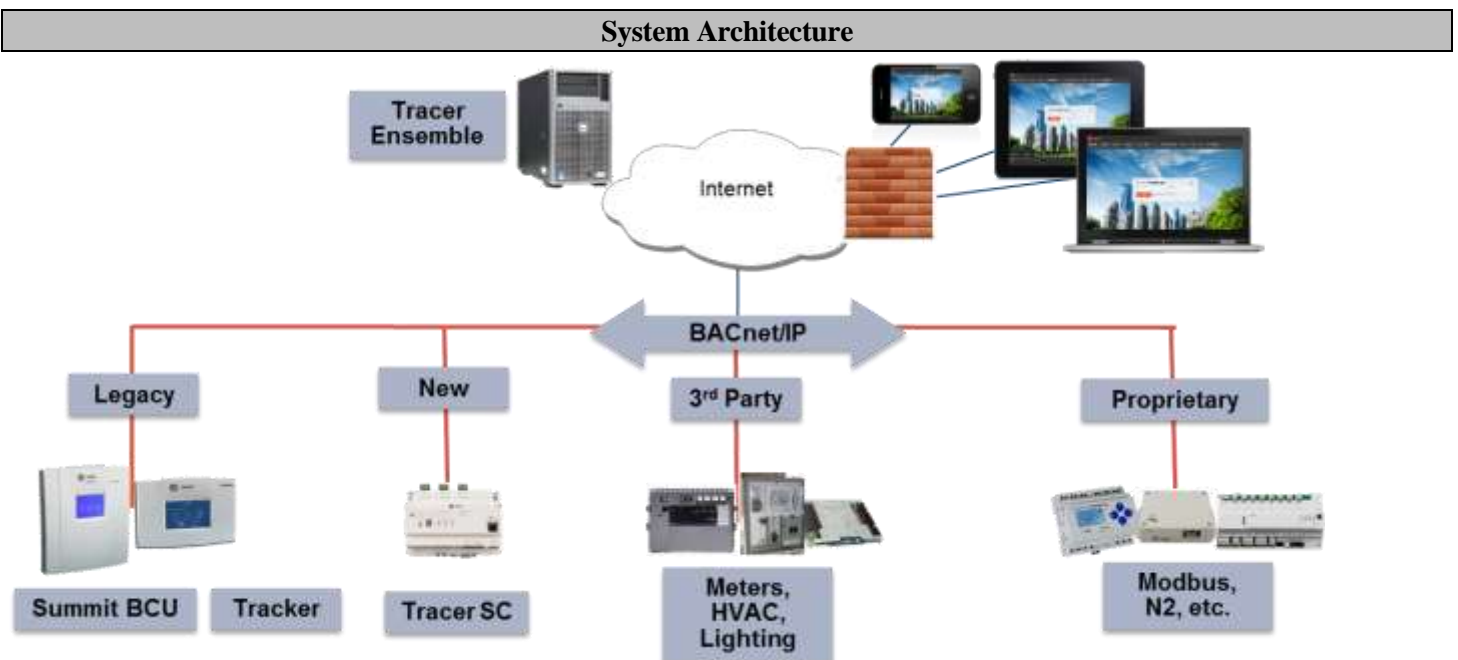 System Architecture
Tracer
Ensemble
Internet
BACnet/IP
Legacy
New
3rd Party
Proprietary
Summit BCU
Tracker
Tracer SC
Meters,
HVAC,
Lighting
Modbus,
N2, etc.